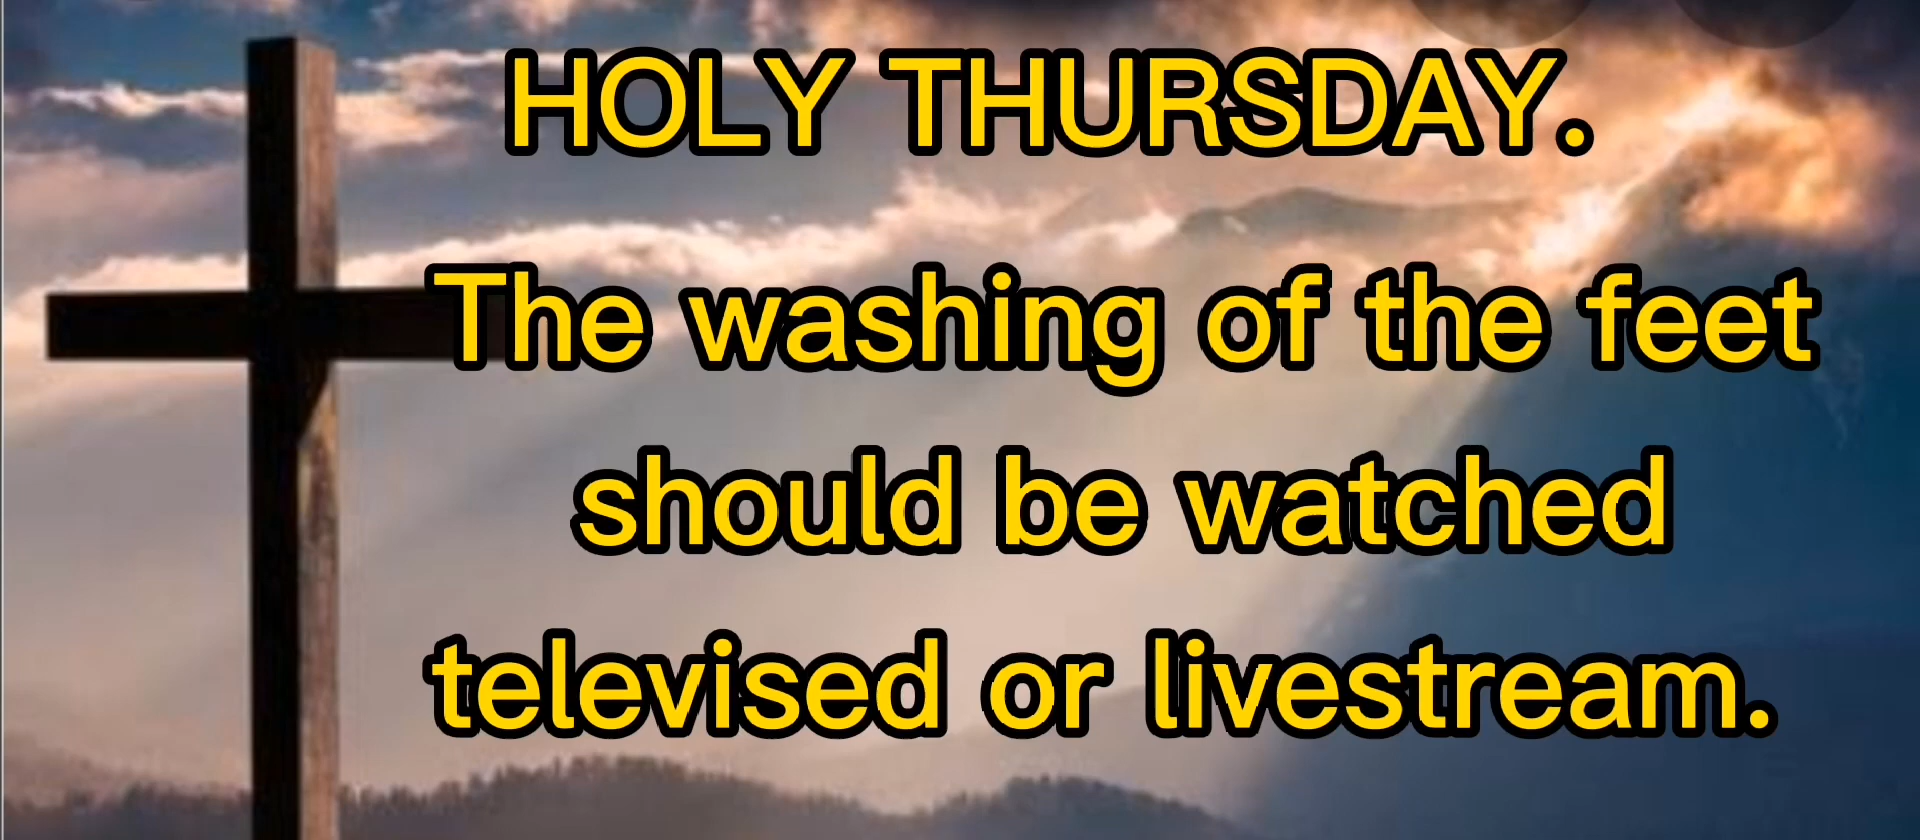 HOLY THURSDAY.
The washing of the feet
should be watched
televised or livestream.